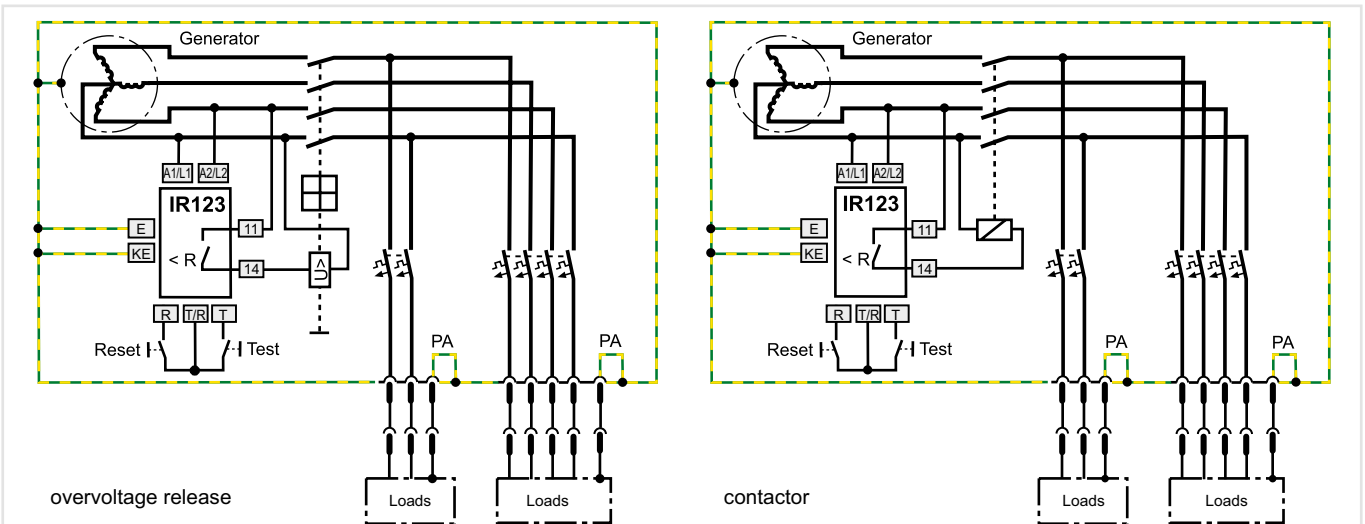 Generator
A1/L1 A2/L2
IR123
E
KE
11
< R
14
U>
R T/R T
Reset Test
PA
PA
Loads
Loads
overvoltage release
Generator
A1/L1 A2/L2
IR123
E
KE
11
< R
14
R T/R T
Reset Test
PA
PA
Loads
Loads
contactor